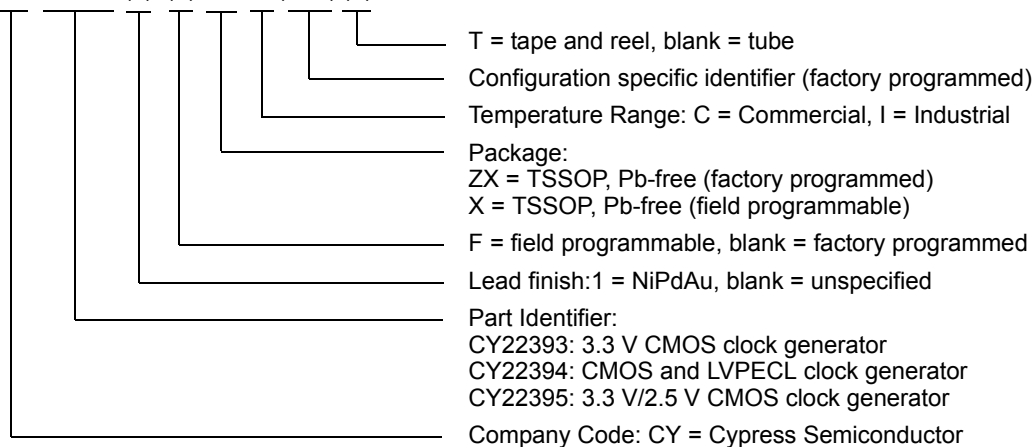 T = tape and reel, blank = tube
Configuration specific identifier (factory programmed)
Temperature Range: C = Commercial, I = Industrial
Package:
ZX = TSSOP, Pb-free (factory programmed)
X = TSSOP, Pb-free (field programmable)
F = field programmable, blank = factory programmed
Lead finish:1 = NiPdAu, blank = unspecified
Part Identifier:
CY22393: 3.3 V CMOS clock generator
CY22394: CMOS and LVPECL clock generator
CY22395: 3.3 V/2.5 V CMOS clock generator
Company Code: CY = Cypress Semiconductor